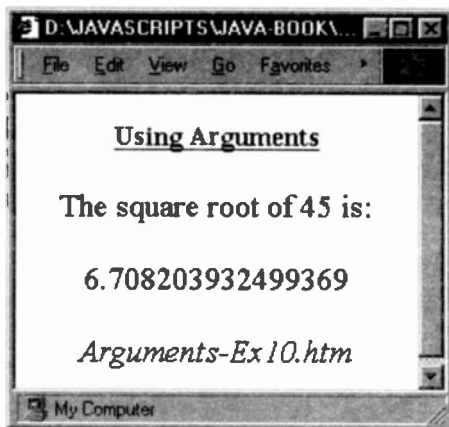 D:\JAVASCRIPTS\JAVA-BOOK\...
File Edit View Go Favorites
Using Arguments
The square root of 45 is:
6.708203932499369
Arguments-Ex10.htm
My Computer